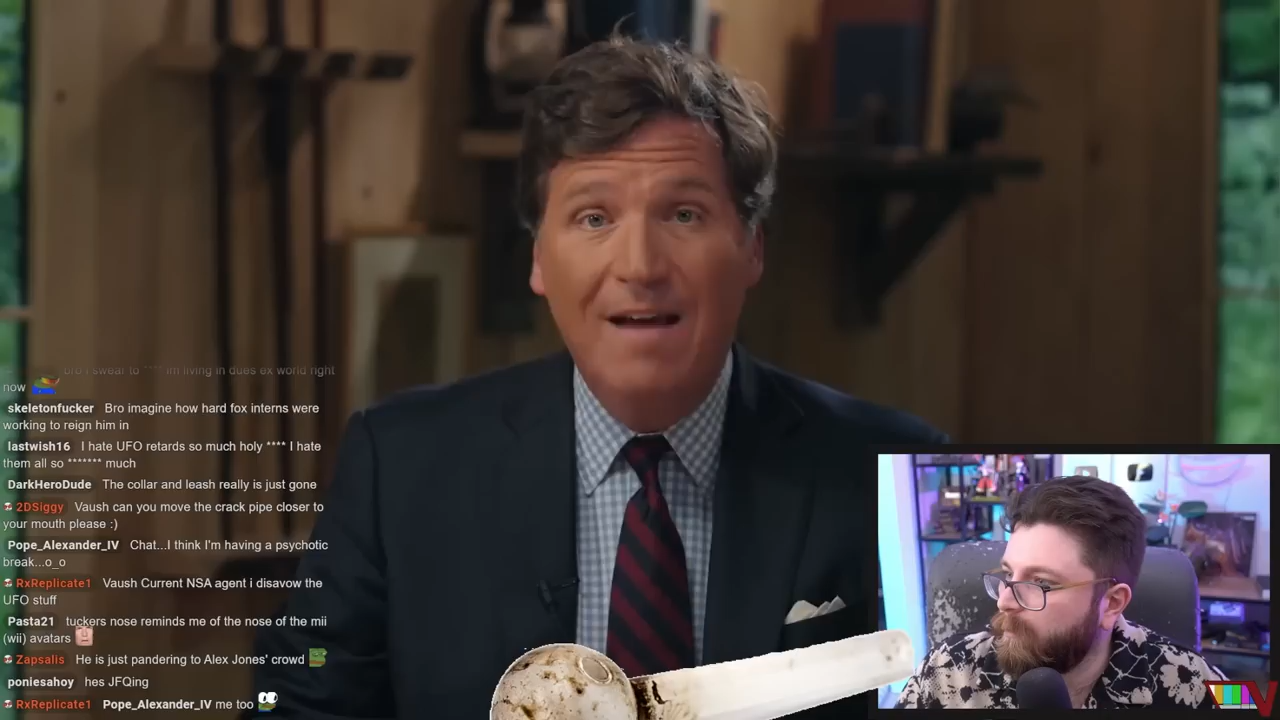 bro i swear to **** im living in dues ex world right
now
skeletonfucker Bro imagine how hard fox interns were
working to reign him in
lastwish16 I hate UFO retards so much holy **** I hate
them all so ******* much
DarkHeroDude The collar and leash really is just gone
2DSiggy Vaush can you move the crack pipe closer to
your mouth please :)
Pope_Alexander_IV Chat...I think I'm having a psychotic
break...o_o
RxReplicate1 Vaush Current NSA agent i disavow the
UFO stuff
Pasta21 tuckers nose reminds me of the nose of the mii
(wii) avatars
Zapsalis He is just pandering to Alex Jones' crowd
poniesahoy hes JFQing
RxReplicate1 Pope_Alexander_IV me too